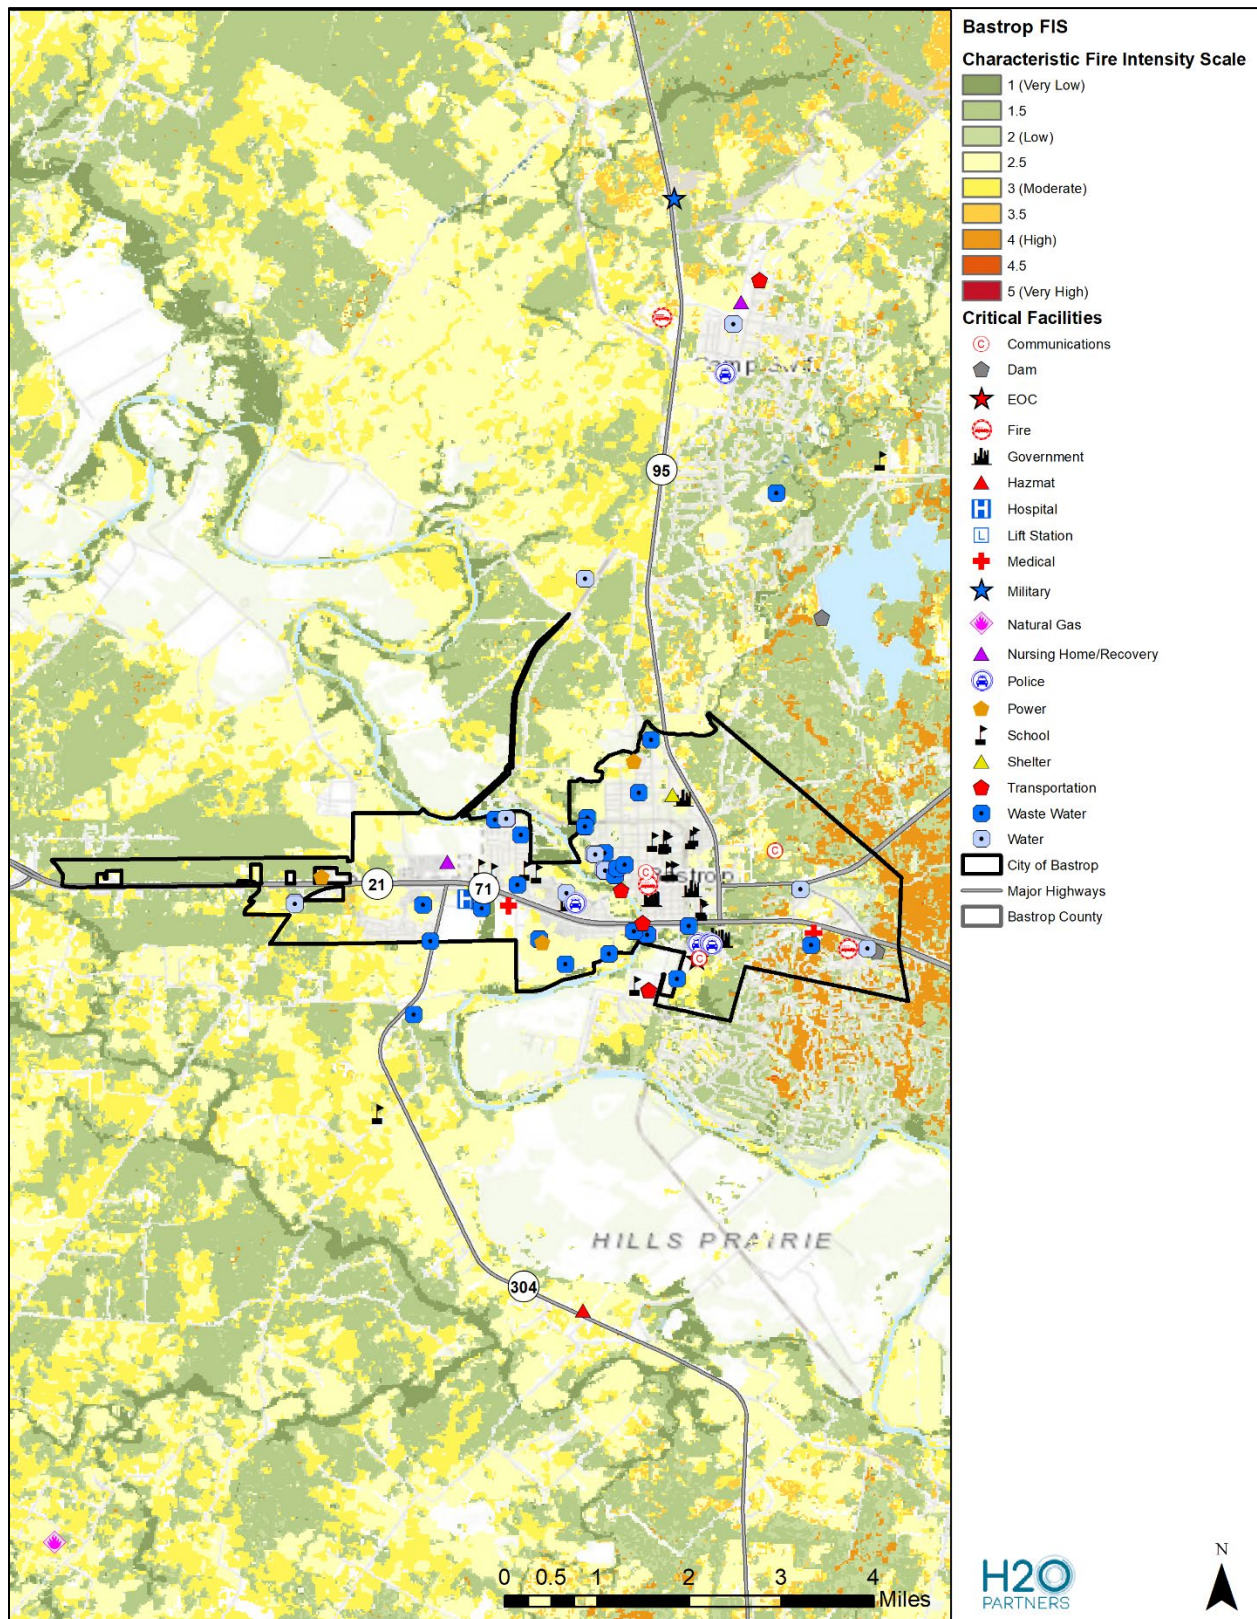 Bastrop FIS
Characteristic Fire Intensity Scale
1 (Very Low)
1.5
2 (Low)
2.5
3 (Moderate)
3.5
4 (High)
4.5
5 (Very High)
Critical Facilities
C Communications
Dam
EOC
Fire
Government
Hazmat
H Hospital
L Lift Station
Medical
Military
Natural Gas
Nursing Home/Recovery
Police
Power
School
Shelter
Transportation
Waste Water
Water
City of Bastrop
Major Highways
Bastrop County
95
C
C
21
71
H
C
HILLS PRAIRIE
304
0 0.5 1 2 3 4
Miles
H2O
PARTNERS
N